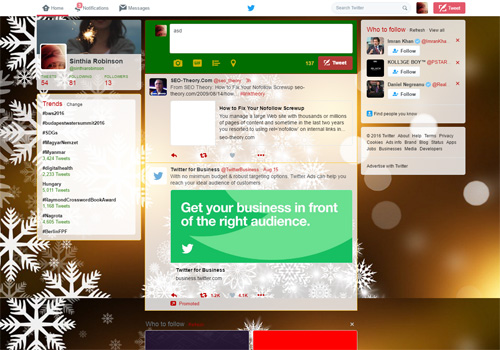 Home
Notifications
Messages
Search Twitter
Tweet
Sinthia Robinson
@sinthiarobinson
TWEETS
FOLLOWING
FOLLOWERS
54
81
13
Trends Change
#Ibws2016
#budapestwatersummit2016
#SDGs
#MagyarNemzet
#Myanmar
3,424 Tweets
#digitalhealth
2,233 Tweets
Hungary
5,011 Tweets
#RaymondCrosswordBookAward
1,168 Tweets
#Nagrota
4,605 Tweets
#BerlinFPF
asd
GIF
137
Tweet
SEO-Theory.Com @seo_theory 3h
From SEO Theory: How to Fix Your Nofollow Screwup seo-
theory.com/2009/06/14/how...
How to Fix Your Nofollow Screwup
You manage a large Web site with thousands or millions
of pages of content and sometime in the last two years
you resorted to using rel='nofollow' on internal links in ...
seo-theory.com
Twitter for Business @TwitterBusiness · Aug 15
With no minimum budget & robust targeting options, Twitter Ads can help you
reach your ideal audience of customers
Get your business in front
of the right audience.
Twitter for Business
business.twitter.com
1.2K
4.1K
Promoted
Who to follow
Who to follow Refresh View all
Imran Khan @ImranKha
Follow
KOLLJGE BOY™ @PSTAR
Follow
Daniel Negreanu @Real
Follow
Find people you know
© 2016 Twitter About Help Terms Privacy
Cookies Ads info Brand Blog Status Apps
Jobs Businesses Media Developers
Advertise with Twitter